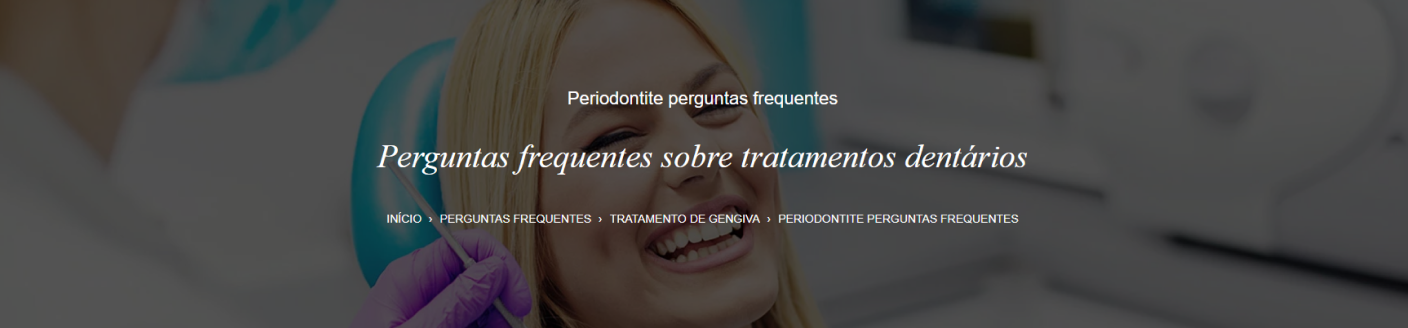 Periodontite perguntas frequentes
Perguntas frequentes sobre tratamentos dentários
INÍCIO › PERGUNTAS FREQUENTES › TRATAMENTO DE GENGIVA › PERIODONTITE PERGUNTAS FREQUENTES